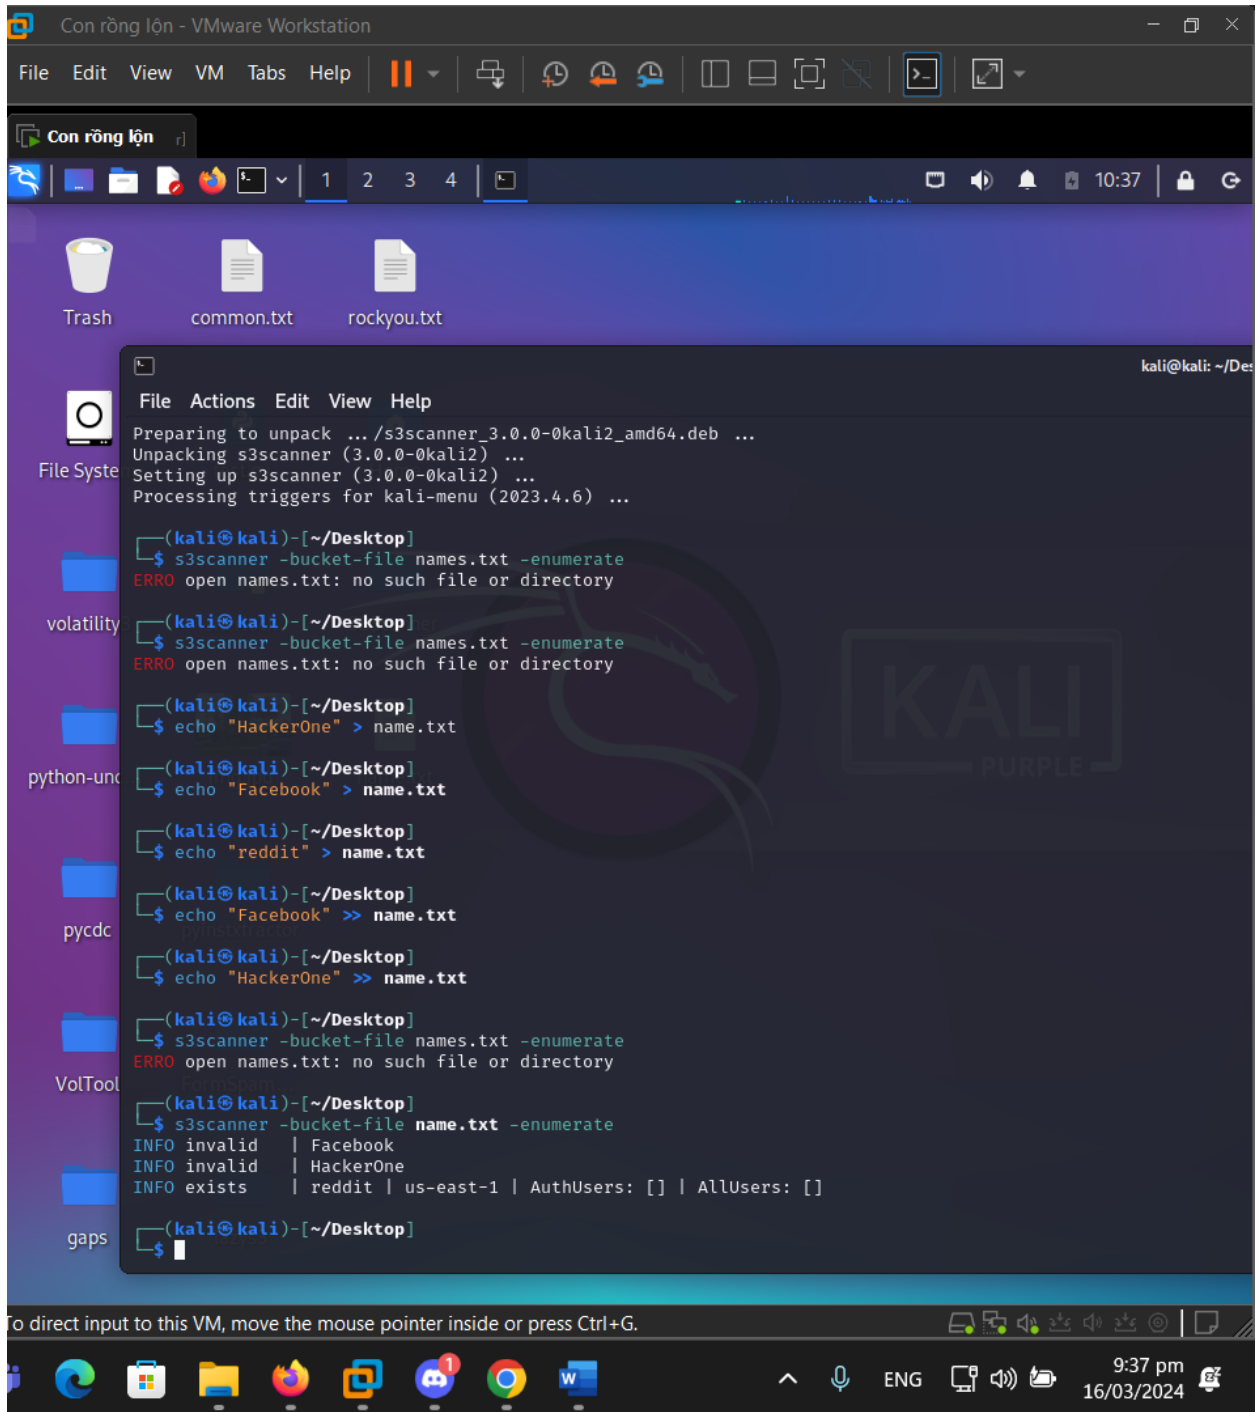 Con rồng lộn - VMware Workstation
File Edit View VM Tabs Help
Con rồng lộn
1 2 3 4 10:37
Trash common.txt rockyou.txt
kali@kali: ~/Des
File Actions Edit View Help
Preparing to unpack .../s3scanner_3.0.0-0kali2_amd64.deb ...
Unpacking s3scanner (3.0.0-0kali2) ...
Setting up s3scanner (3.0.0-0kali2) ...
Processing triggers for kali-menu (2023.4.6) ...
┌──(kali㉿kali)-[~/Desktop]
└─$ s3scanner -bucket-file names.txt -enumerate
ERRO open names.txt: no such file or directory
┌──(kali㉿kali)-[~/Desktop]
└─$ s3scanner -bucket-file names.txt -enumerate
ERRO open names.txt: no such file or directory
┌──(kali㉿kali)-[~/Desktop]
└─$ echo "HackerOne" > name.txt
┌──(kali㉿kali)-[~/Desktop]
└─$ echo "Facebook" > name.txt
┌──(kali㉿kali)-[~/Desktop]
└─$ echo "reddit" > name.txt
┌──(kali㉿kali)-[~/Desktop]
└─$ echo "Facebook" >> name.txt
┌──(kali㉿kali)-[~/Desktop]
└─$ echo "HackerOne" >> name.txt
┌──(kali㉿kali)-[~/Desktop]
└─$ s3scanner -bucket-file names.txt -enumerate
ERRO open names.txt: no such file or directory
┌──(kali㉿kali)-[~/Desktop]
└─$ s3scanner -bucket-file name.txt -enumerate
INFO invalid | Facebook
INFO invalid | HackerOne
INFO exists | reddit | us-east-1 | AuthUsers: [] | AllUsers: []
┌──(kali㉿kali)-[~/Desktop]
└─$
File Syste
volatility
python-unc
pycdc
VolTool
gaps
KALI
PURPLE
To direct input to this VM, move the mouse pointer inside or press Ctrl+G.
1
ENG
9:37 pm
16/03/2024